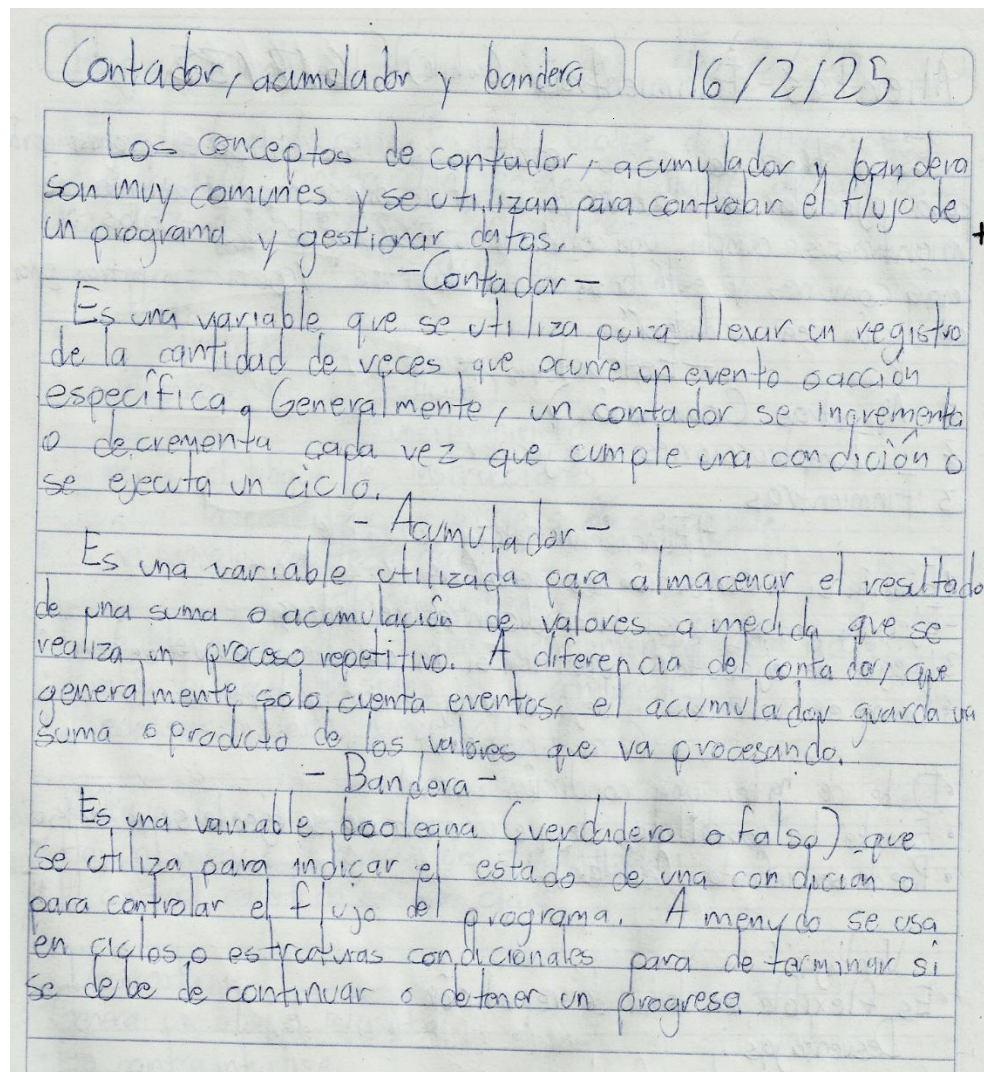 Contador, acumulador y bandera 16/2/25
Los conceptos de contador, acumulador y bandera
son muy comunes y se utilizan para controlar el flujo de
un programa y gestionar datos.
-Contador-
Es una variable que se utiliza para llevar un registro
de la cantidad de veces que ocurre un evento o acción
específica. Generalmente, un contador se incrementa
o decrementa cada vez que cumple una condición o
se ejecuta un ciclo.
- Acumulador -
Es una variable utilizada para almacenar el resultado
de una suma o acumulación de valores a medida que se
realiza un proceso repetitivo. A diferencia del contador, que
generalmente solo cuenta eventos, el acumulador guarda un
suma o producto de los valores que va procesando.
- Bandera -
Es una variable booleana (verdadero o falso) que
se utiliza para indicar el estado de una condición o
para controlar el flujo del programa. A menudo se usa
en ciclos o estructuras condicionales para determinar si
se debe de continuar o detener un progreso.